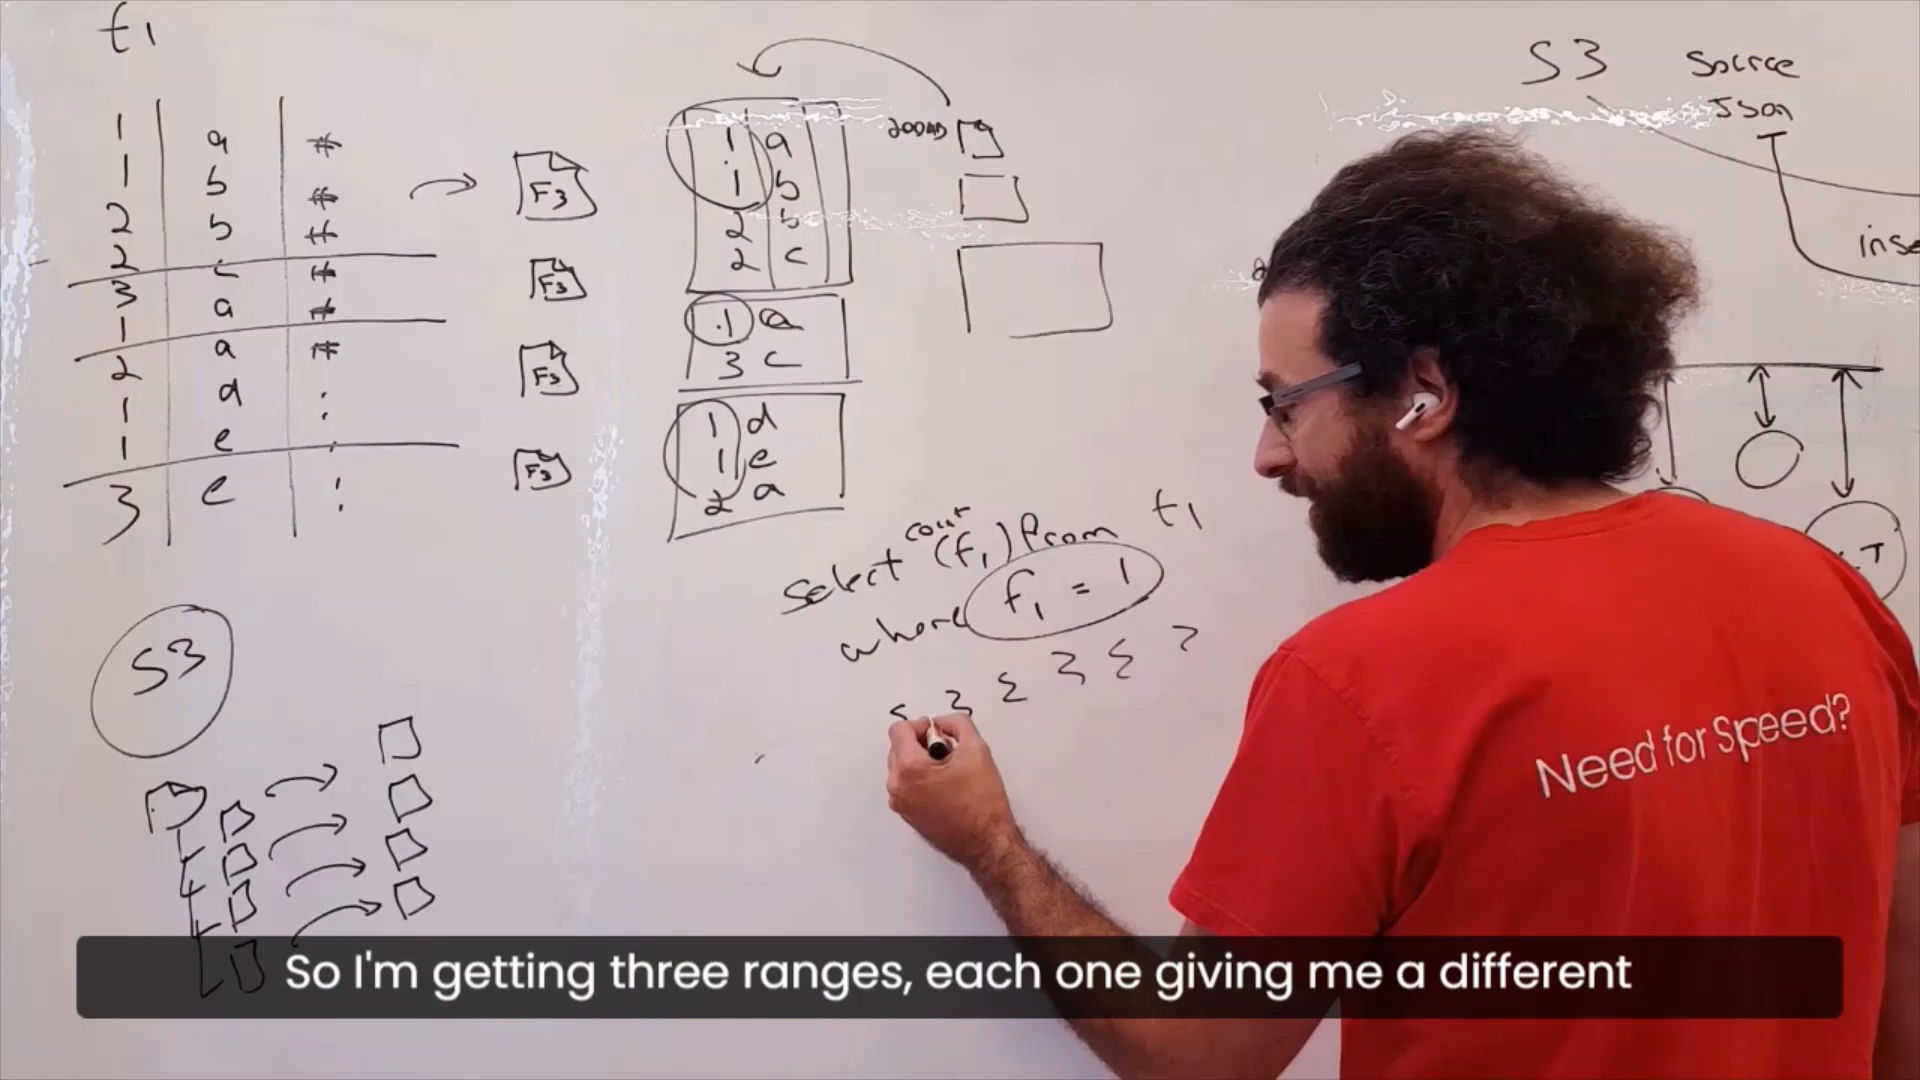 t1
1 a #
1 b #
2 b #
2 c #
3 a #
1 a #
2 d :
1 e :
1
3 e :
F3
F3
F3
F3
1 a
1 b
2 b
2 c
1 a
3 c
1 d
1 e
2 a
S3 Source
Json
inse
select count (f1) from t1
where f1 = 1
{ } { } { }
S3
Need for Speed?
So I'm getting three ranges, each one giving me a different